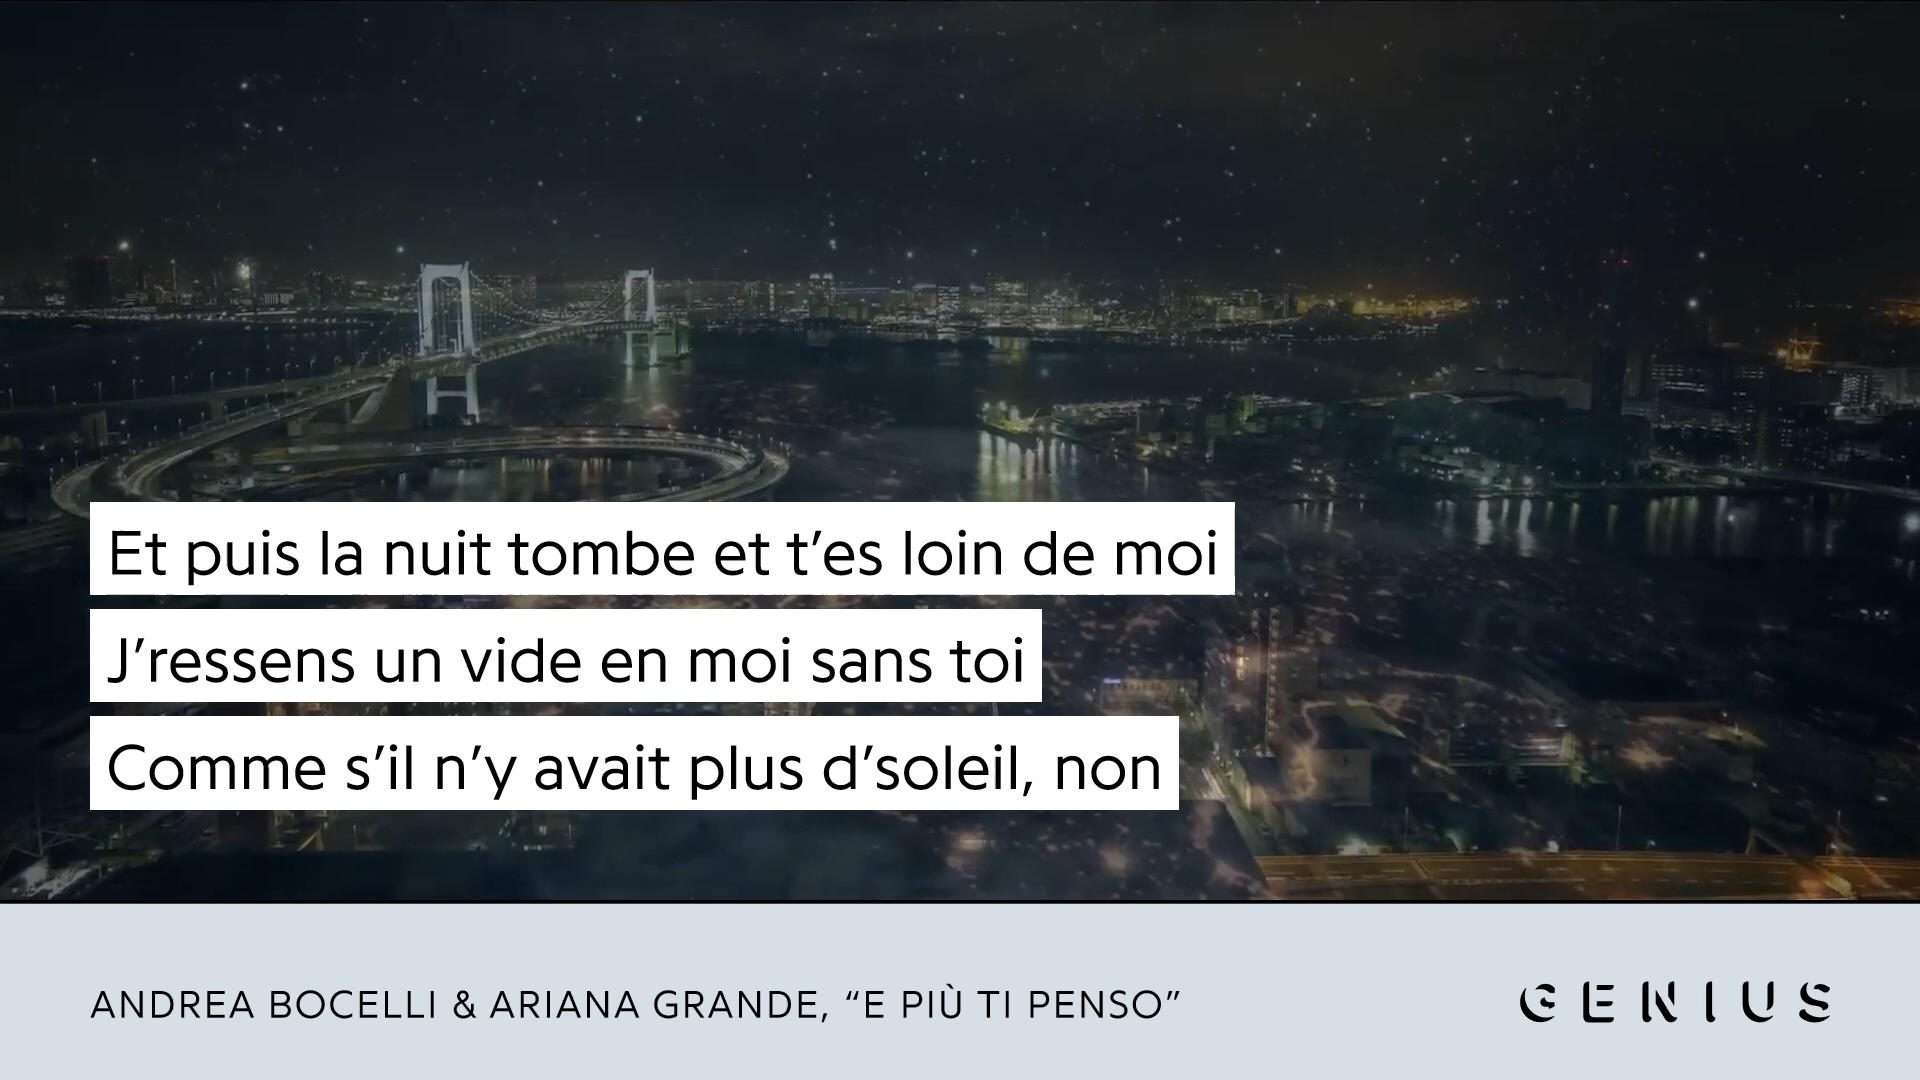 Et puis la nuit tombe et t’es loin de moi
J’ressens un vide en moi sans toi
Comme s’il n’y avait plus d’soleil, non
ANDREA BOCELLI & ARIANA GRANDE, “E PIÙ TI PENSO”
GENIUS